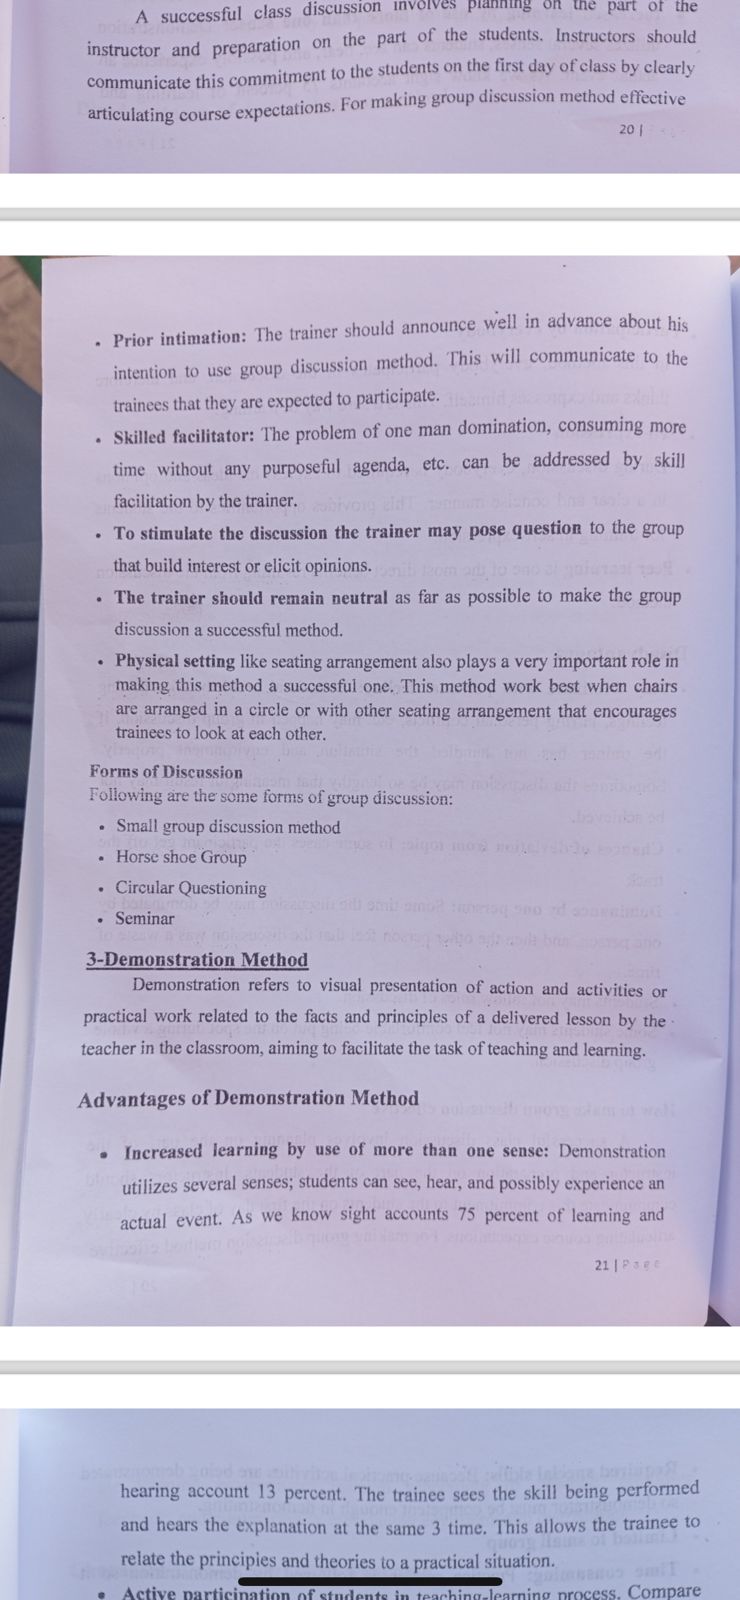 A successful class discussion involves planning on the part of the
instructor and preparation on the part of the students. Instructors should
communicate this commitment to the students on the first day of class by clearly
articulating course expectations. For making group discussion method effective
20 |
• Prior intimation: The trainer should announce well in advance about his
intention to use group discussion method. This will communicate to the
trainees that they are expected to participate.
• Skilled facilitator: The problem of one man domination, consuming more
time without any purposeful agenda, etc. can be addressed by skill
facilitation by the trainer.
• To stimulate the discussion the trainer may pose question to the group
that build interest or elicit opinions.
• The trainer should remain neutral as far as possible to make the group
discussion a successful method.
• Physical setting like seating arrangement also plays a very important role in
making this method a successful one. This method work best when chairs
are arranged in a circle or with other seating arrangement that encourages
trainees to look at each other.
Forms of Discussion
Following are the some forms of group discussion:
• Small group discussion method
• Horse shoe Group
• Circular Questioning
• Seminar
3-Demonstration Method
Demonstration refers to visual presentation of action and activities or
practical work related to the facts and principles of a delivered lesson by the
teacher in the classroom, aiming to facilitate the task of teaching and learning.
Advantages of Demonstration Method
• Increased learning by use of more than one sense: Demonstration
utilizes several senses; students can see, hear, and possibly experience an
actual event. As we know sight accounts 75 percent of learning and
21 | Page
hearing account 13 percent. The trainee sees the skill being performed
and hears the explanation at the same 3 time. This allows the trainee to
relate the principies and theories to a practical situation.
• Active participation of students in teaching-learning process. Compare